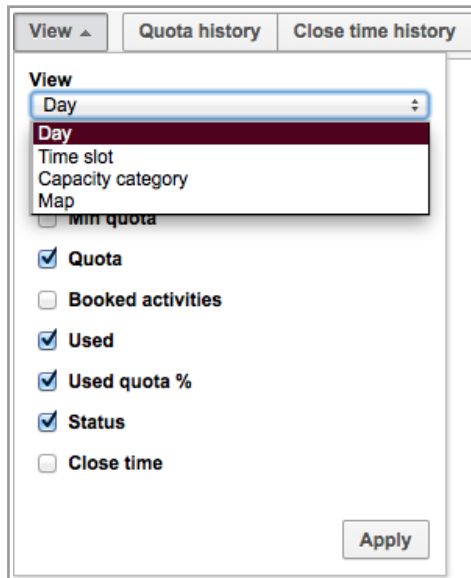 View Quota history Close time history
View
Day
Day
Time slot
Capacity category
Map
Min quota
Quota
Booked activities
Used
Used quota %
Status
Close time
Apply